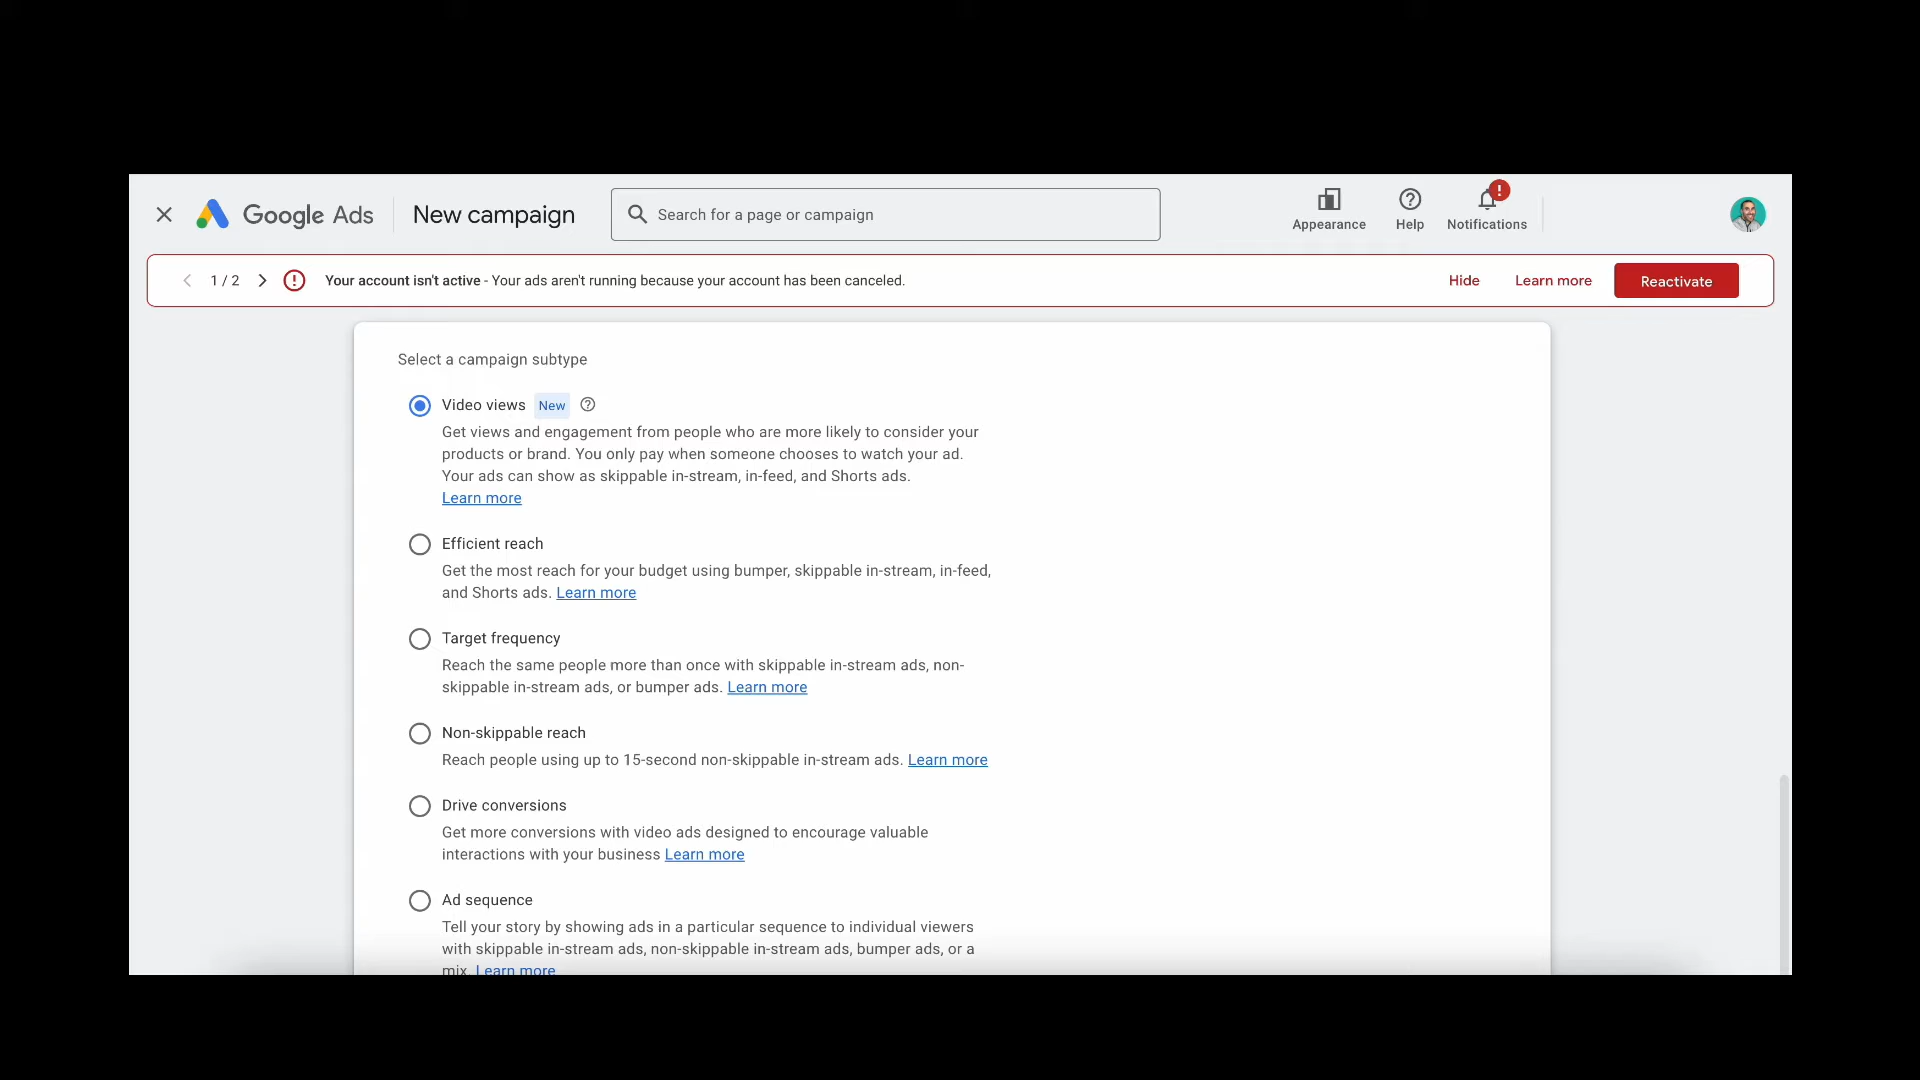 Google Ads
New campaign
Search for a page or campaign
Appearance
Help
Notifications
1 / 2
Your account isn't active - Your ads aren't running because your account has been canceled.
Hide
Learn more
Reactivate
Select a campaign subtype
Video views New
Get views and engagement from people who are more likely to consider your
products or brand. You only pay when someone chooses to watch your ad.
Your ads can show as skippable in-stream, in-feed, and Shorts ads.
Learn more
Efficient reach
Get the most reach for your budget using bumper, skippable in-stream, in-feed,
and Shorts ads. Learn more
Target frequency
Reach the same people more than once with skippable in-stream ads, non-
skippable in-stream ads, or bumper ads. Learn more
Non-skippable reach
Reach people using up to 15-second non-skippable in-stream ads. Learn more
Drive conversions
Get more conversions with video ads designed to encourage valuable
interactions with your business Learn more
Ad sequence
Tell your story by showing ads in a particular sequence to individual viewers
with skippable in-stream ads, non-skippable in-stream ads, bumper ads, or a
mix. Learn more